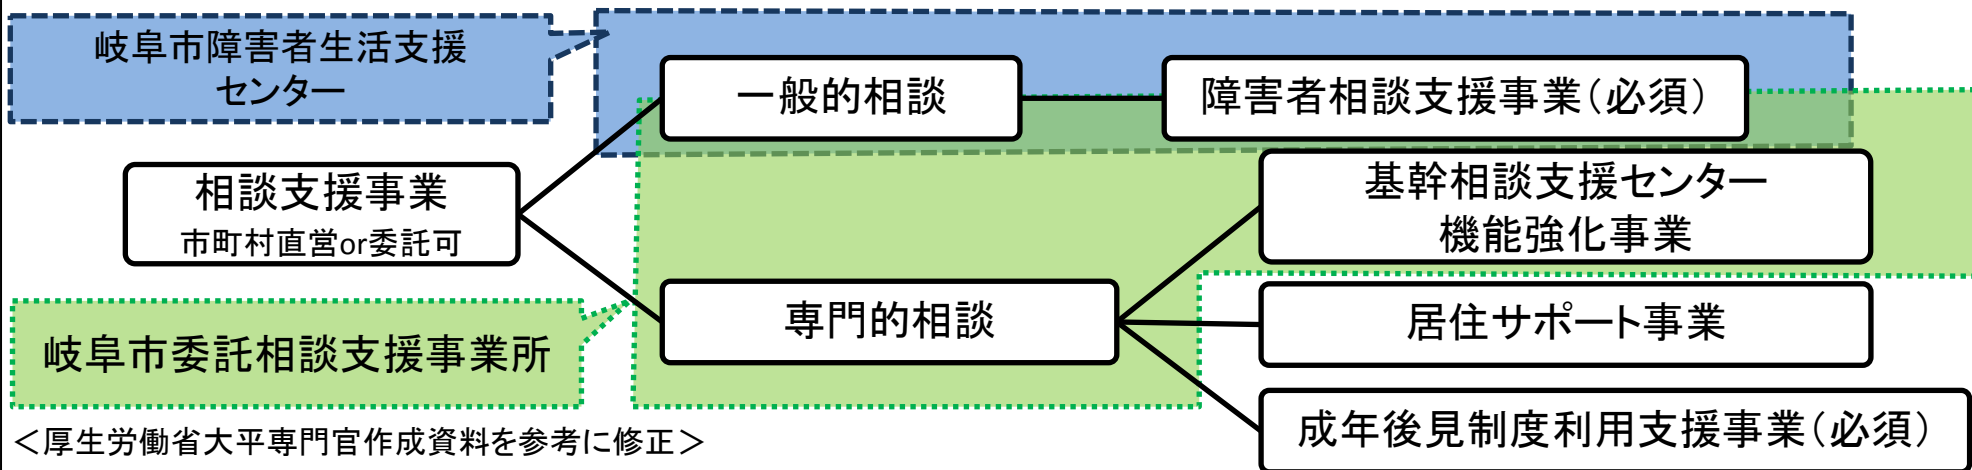 岐阜市障害者生活支援
センター
一般的相談
障害者相談支援事業（必須）
相談支援事業
市町村直営or委託可
基幹相談支援センター
機能強化事業
専門的相談
居住サポート事業
岐阜市委託相談支援事業所
成年後見制度利用支援事業（必須）
＜厚生労働省大平専門官作成資料を参考に修正＞